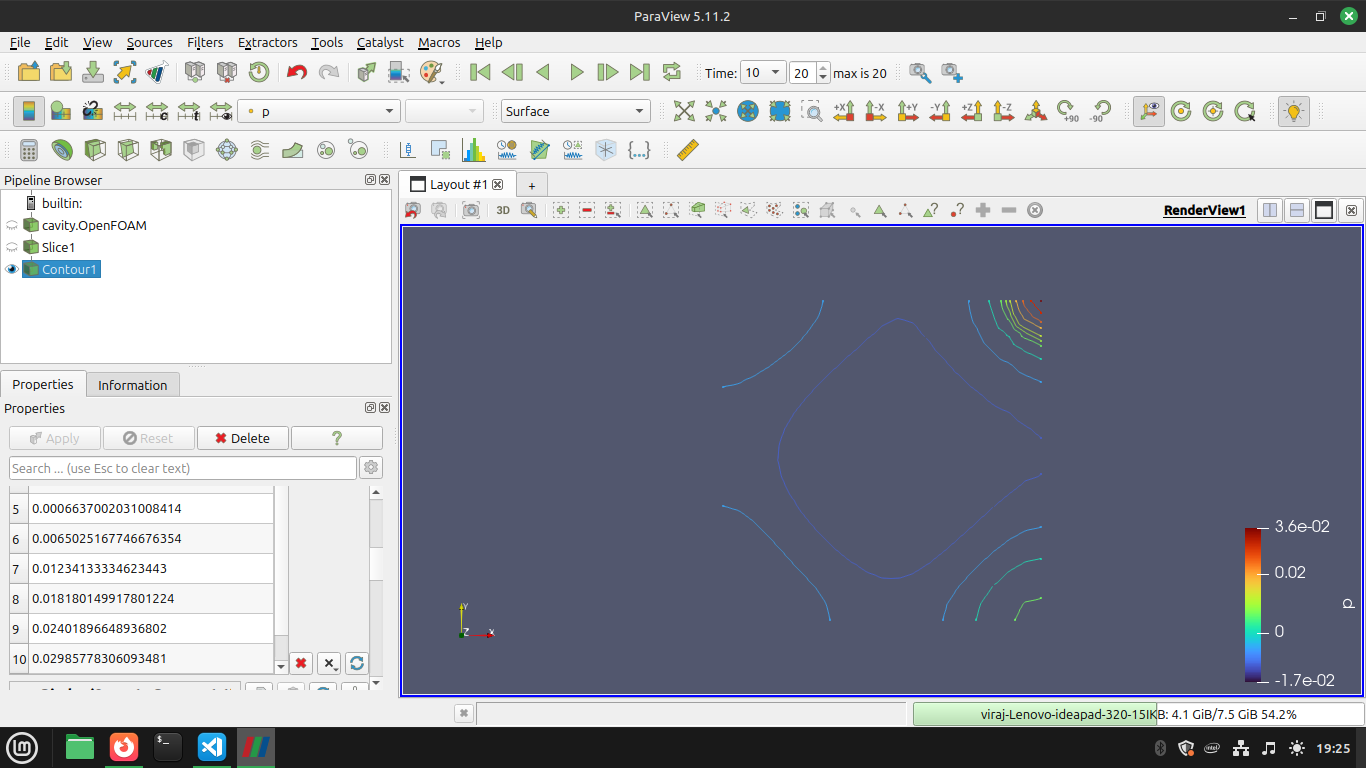 ParaView 5.11.2
File Edit View Sources Filters Extractors Tools Catalyst Macros Help
Time: 10 20 max is 20
p Surface +X -X +Y -Y +Z -Z +90 -90
Pipeline Browser
builtin:
cavity.OpenFOAM
Slice1
Contour1
Properties Information
Properties
Apply Reset Delete ?
Search ... (use Esc to clear text)
5 0.0006637002031008414
6 0.0065025167746676354
7 0.01234133334623443
8 0.018180149917801224
9 0.02401896648936802
10 0.02985778306093481
Layout #1 +
3D RenderView1
3.6e-02
0.02
0
-1.7e-02
p
Y
Z X
viraj-Lenovo-ideapad-320-15IKB: 4.1 GiB/7.5 GiB 54.2%
19:25